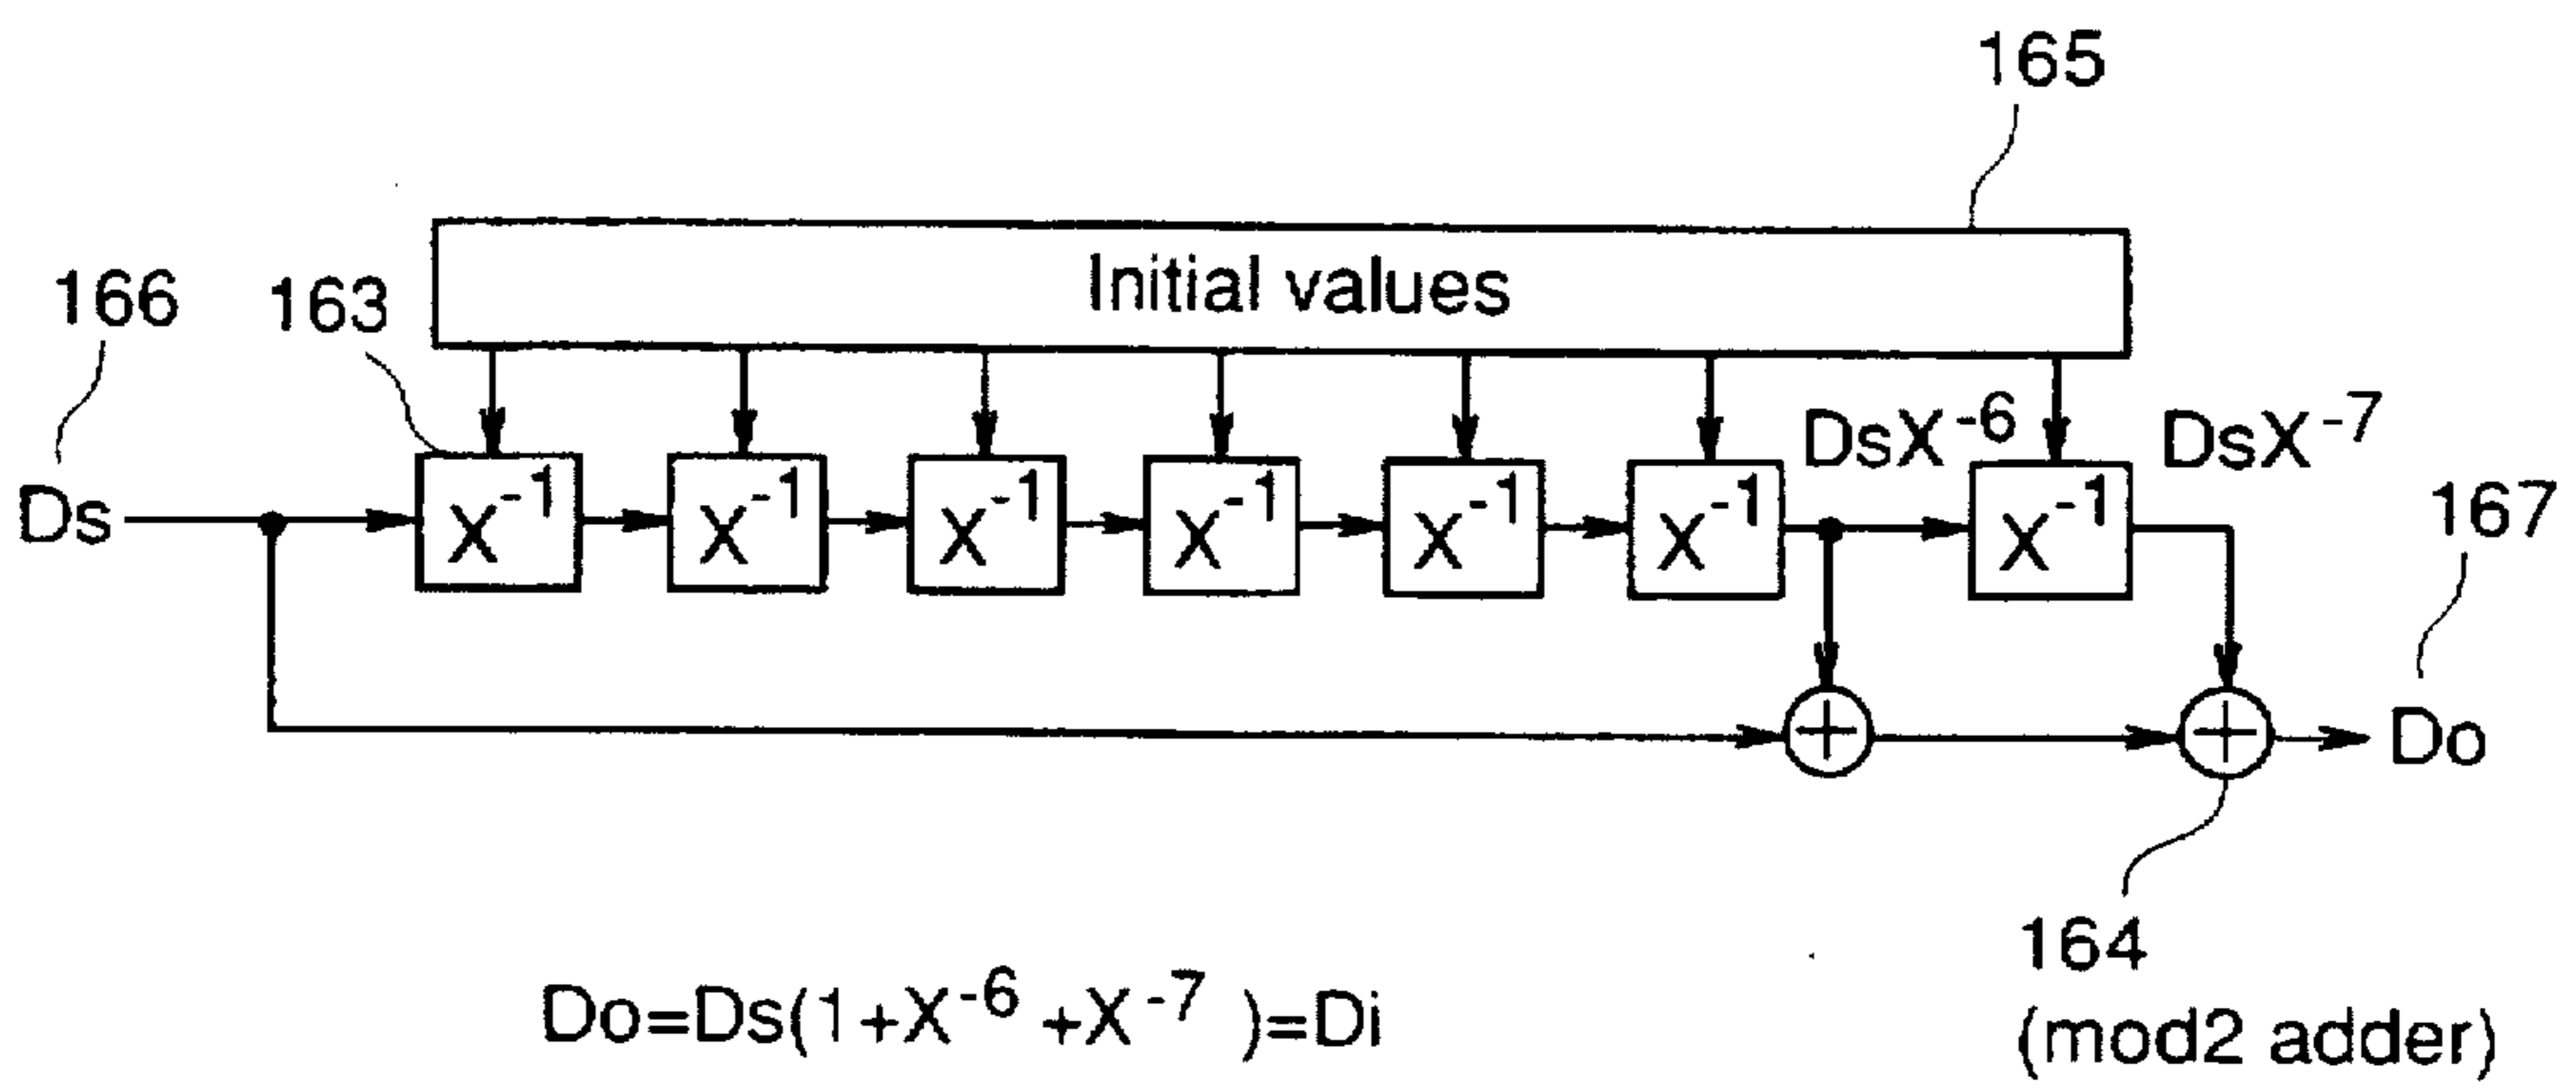 165
Initial values
166
163
DsX⁻⁶
DsX⁻⁷
167
Ds
X⁻¹
X⁻¹
X⁻¹
X⁻¹
X⁻¹
X⁻¹
X⁻¹
Do
164
(mod2 adder)
Do=Ds(1+X⁻⁶+X⁻⁷)=Di